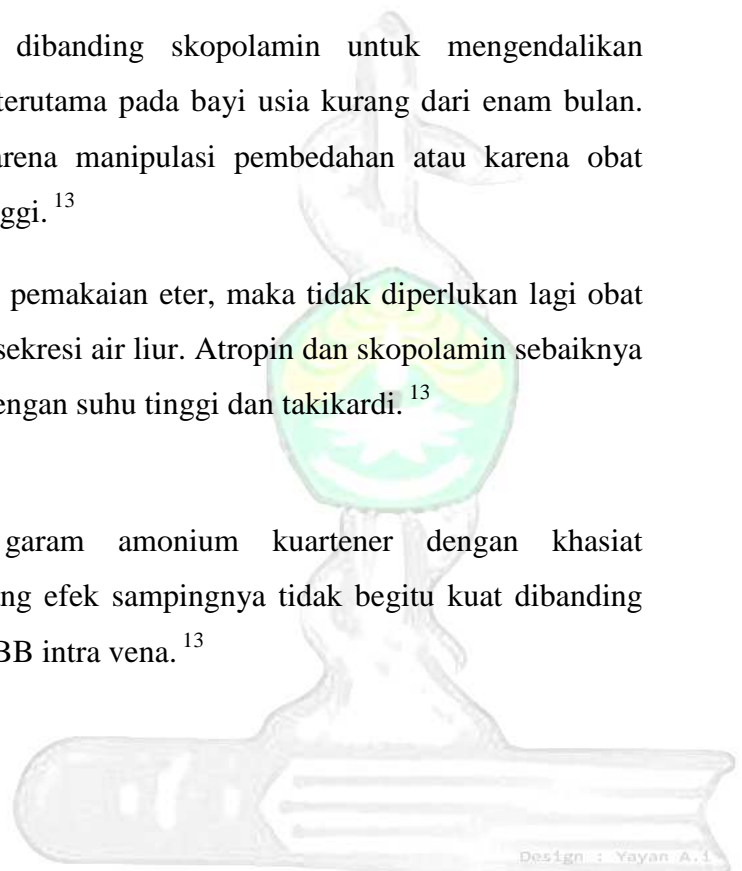 dibanding skopolamin untuk mengendalikan
terutama pada bayi usia kurang dari enam bulan.
arena manipulasi pembedahan atau karena obat
ggi. 13
pemakaian eter, maka tidak diperlukan lagi obat
sekresi air liur. Atropin dan skopolamin sebaiknya
engan suhu tinggi dan takikardi. 13
garam amonium kuartener dengan khasiat
ng efek sampingnya tidak begitu kuat dibanding
BB intra vena. 13
Design : Yayan A.i